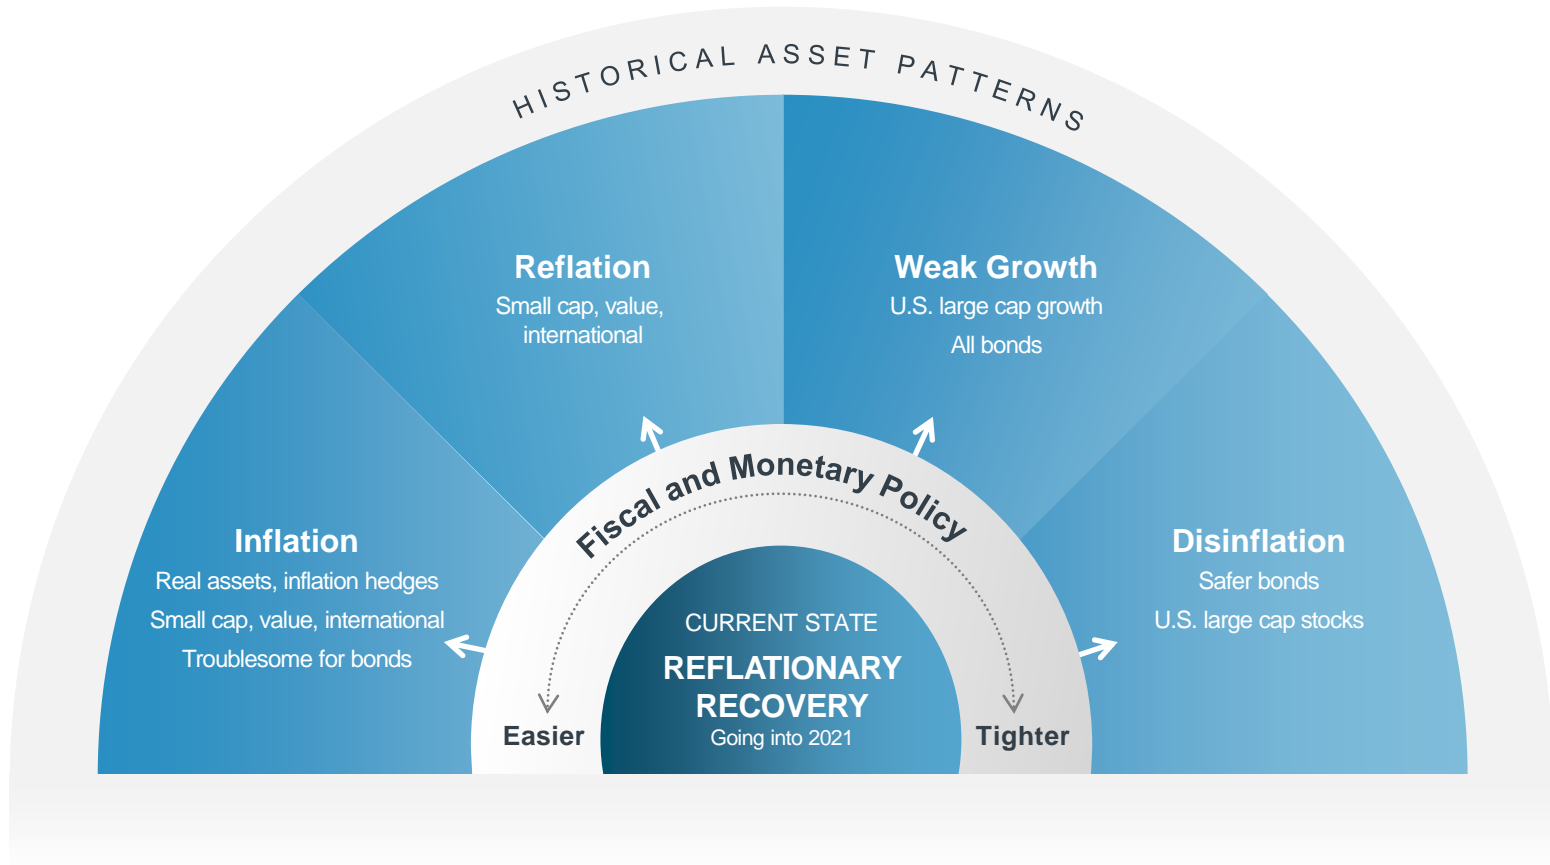 HISTORICAL ASSET PATTERNS
Reflation
Small cap, value,
international
Weak Growth
U.S. large cap growth
All bonds
Inflation
Real assets, inflation hedges
Small cap, value, international
Troublesome for bonds
Disinflation
Safer bonds
U.S. large cap stocks
Fiscal and Monetary Policy
Easier
Tighter
CURRENT STATE
REFLATIONARY
RECOVERY
Going into 2021